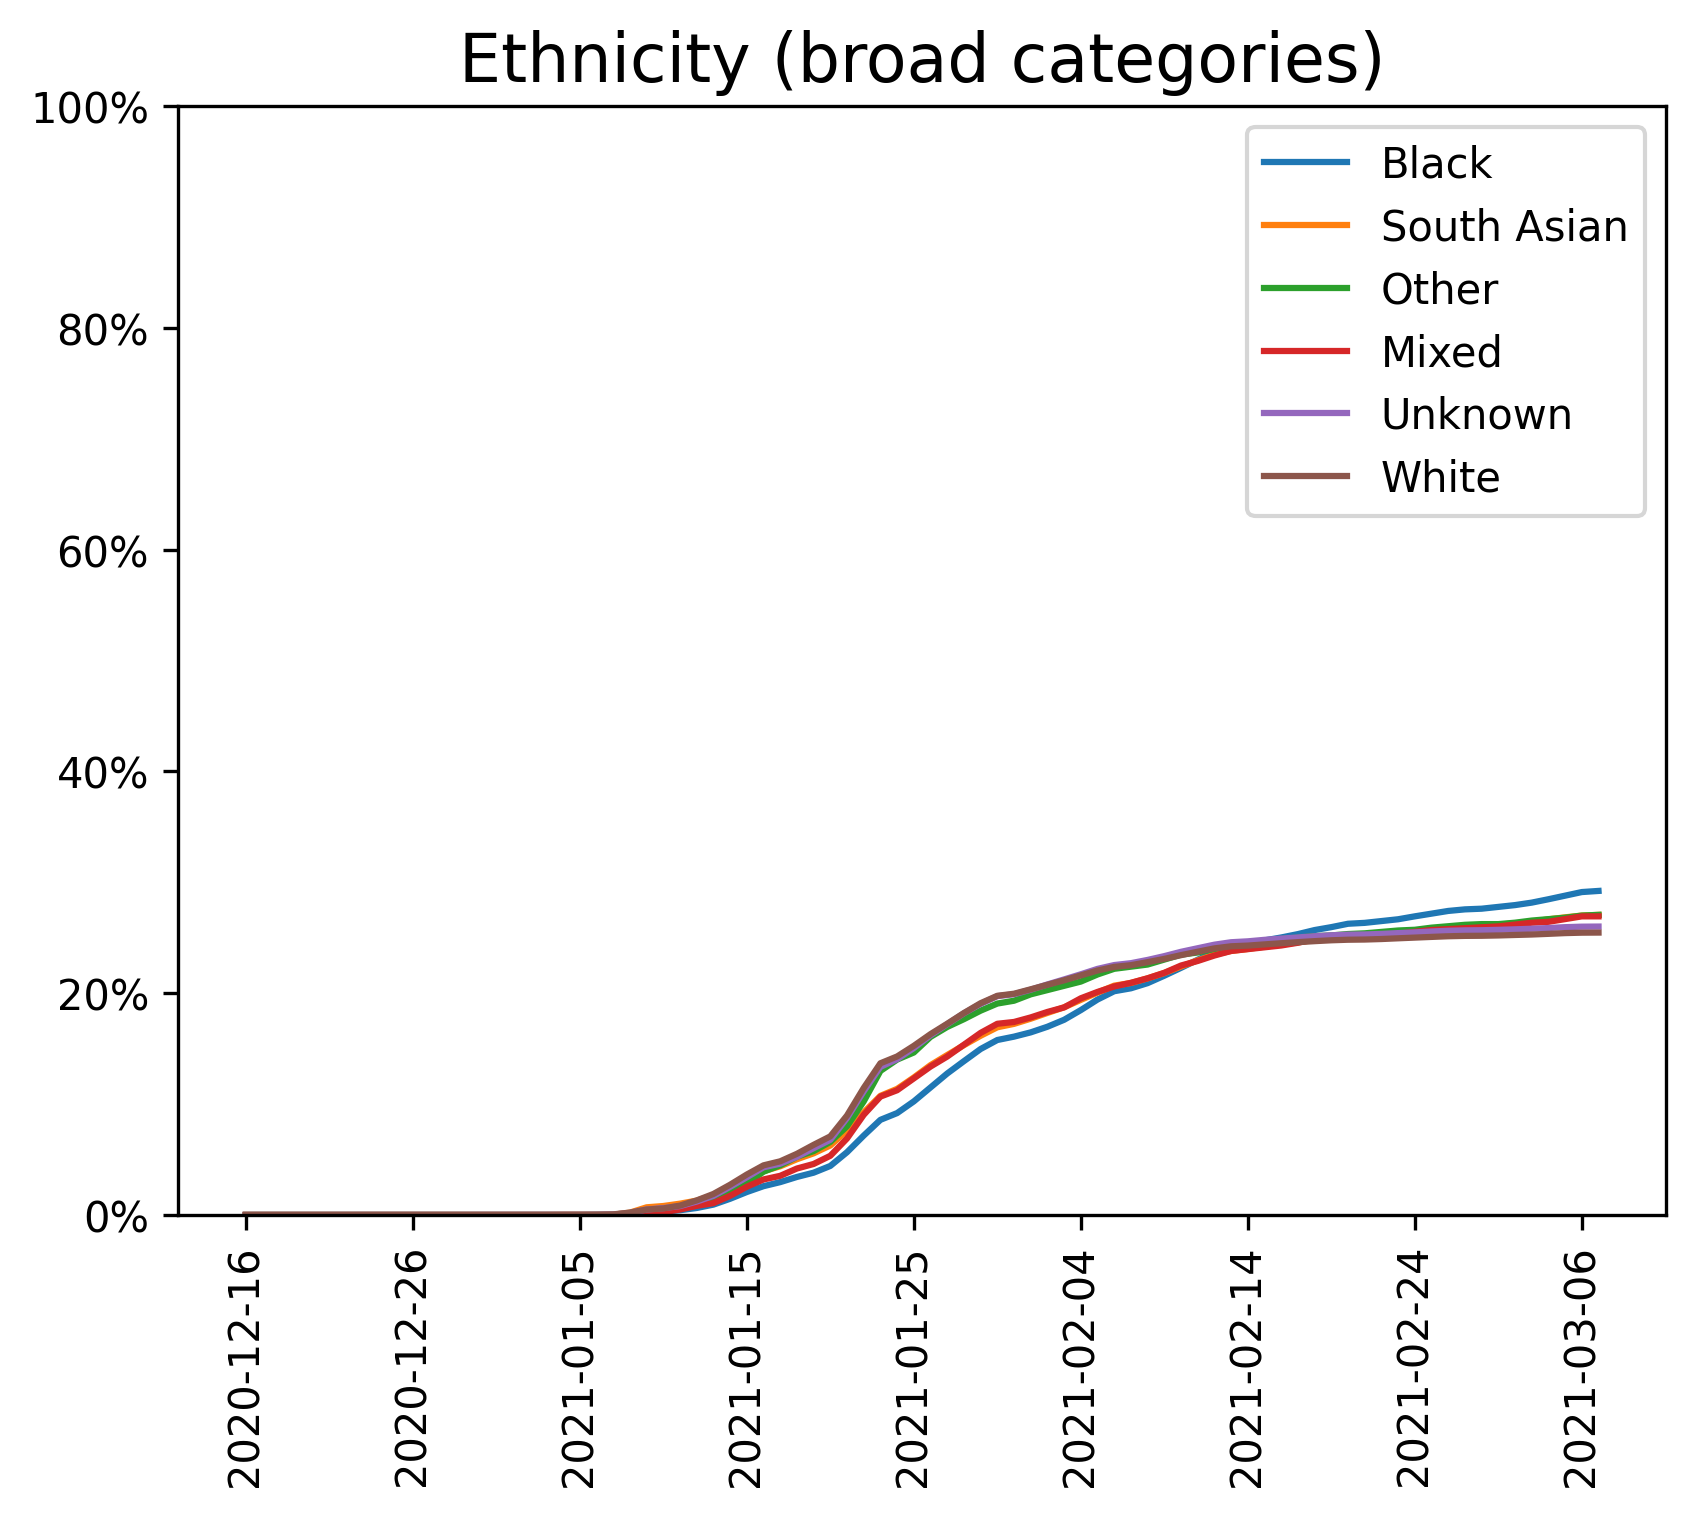 Ethnicity (broad categories)
100%
80%
60%
40%
20%
0%
Black
South Asian
Other
Mixed
Unknown
White
2020-12-16
2020-12-26
2021-01-05
2021-01-15
2021-01-25
2021-02-04
2021-02-14
2021-02-24
2021-03-06